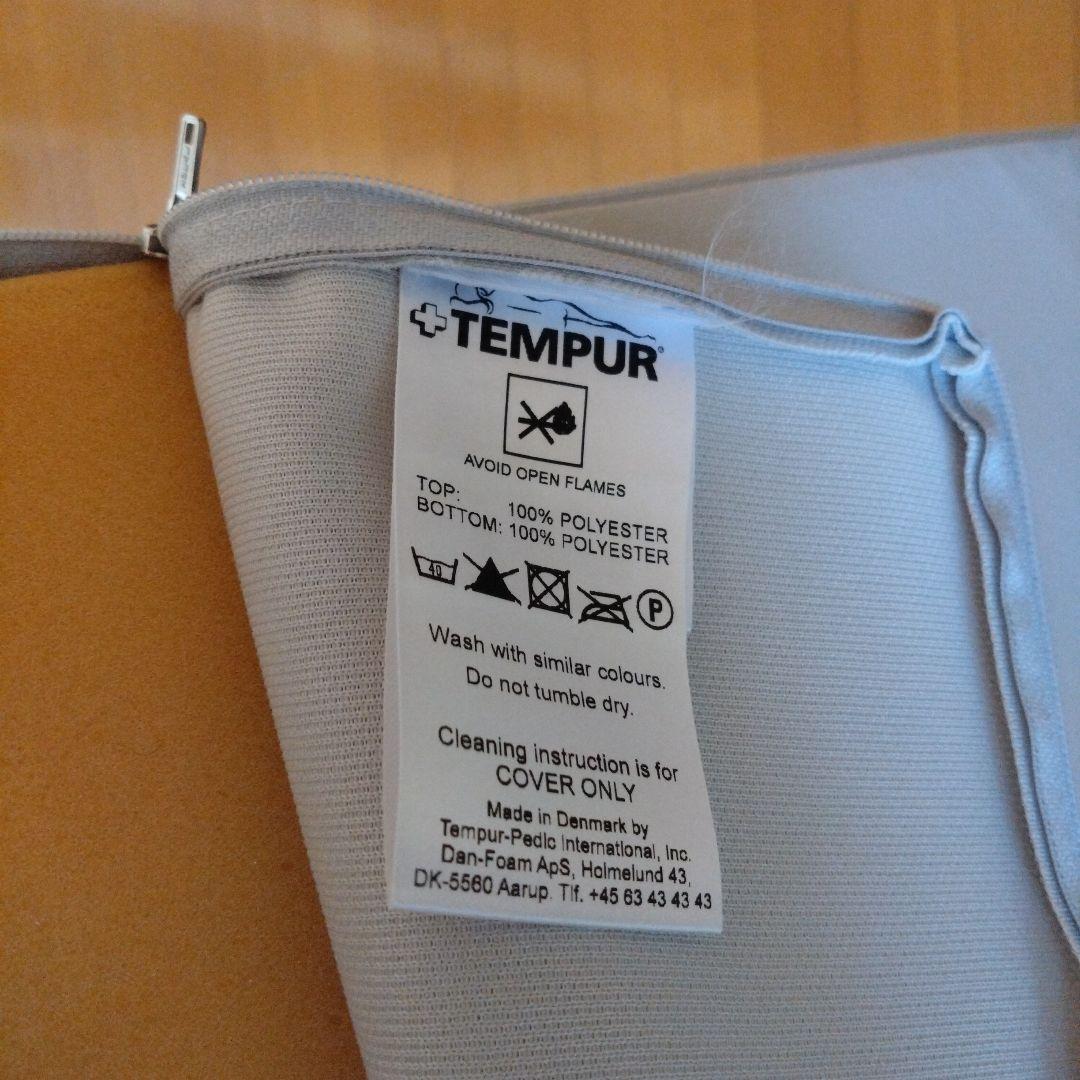 TEMPUR®
AVOID OPEN FLAMES
TOP: 100% POLYESTER
BOTTOM: 100% POLYESTER
40 P
Wash with similar colours.
Do not tumble dry.
Cleaning instruction is for
COVER ONLY
Made in Denmark by
Tempur-Pedic International, Inc.
Dan-Foam ApS, Holmelund 43,
DK-5560 Aarup. Tlf. +45 63 43 43 43